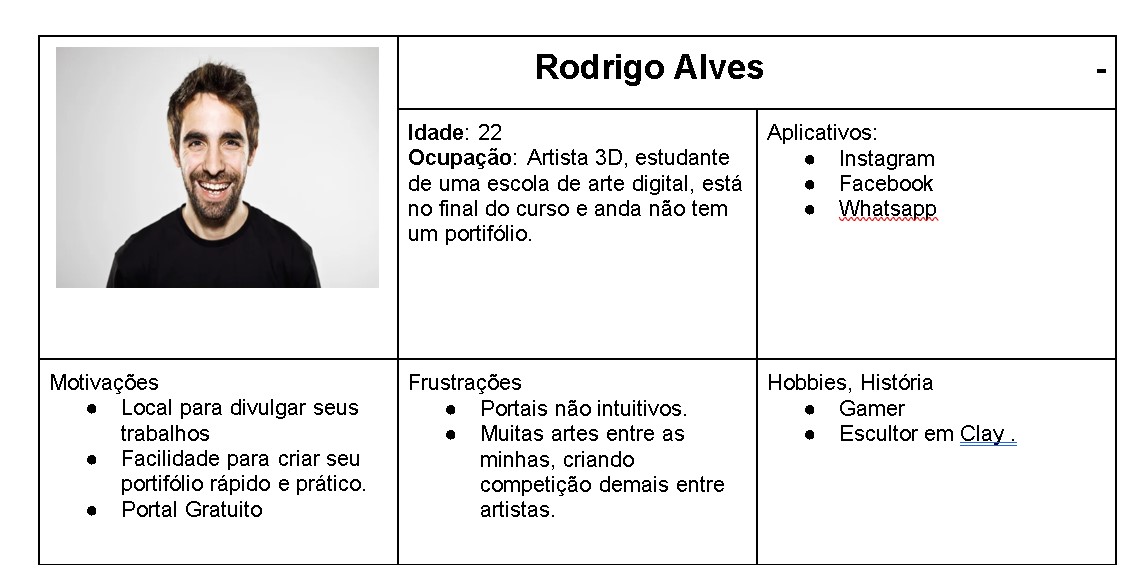 Rodrigo Alves -
Idade: 22
Ocupação: Artista 3D, estudante
de uma escola de arte digital, está
no final do curso e anda não tem
um portifólio.
Aplicativos:
● Instagram
● Facebook
● Whatsapp
Motivações
● Local para divulgar seus
trabalhos
● Facilidade para criar seu
portifólio rápido e prático.
● Portal Gratuito
Frustrações
● Portais não intuitivos.
● Muitas artes entre as
minhas, criando
competição demais entre
artistas.
Hobbies, História
● Gamer
● Escultor em Clay .